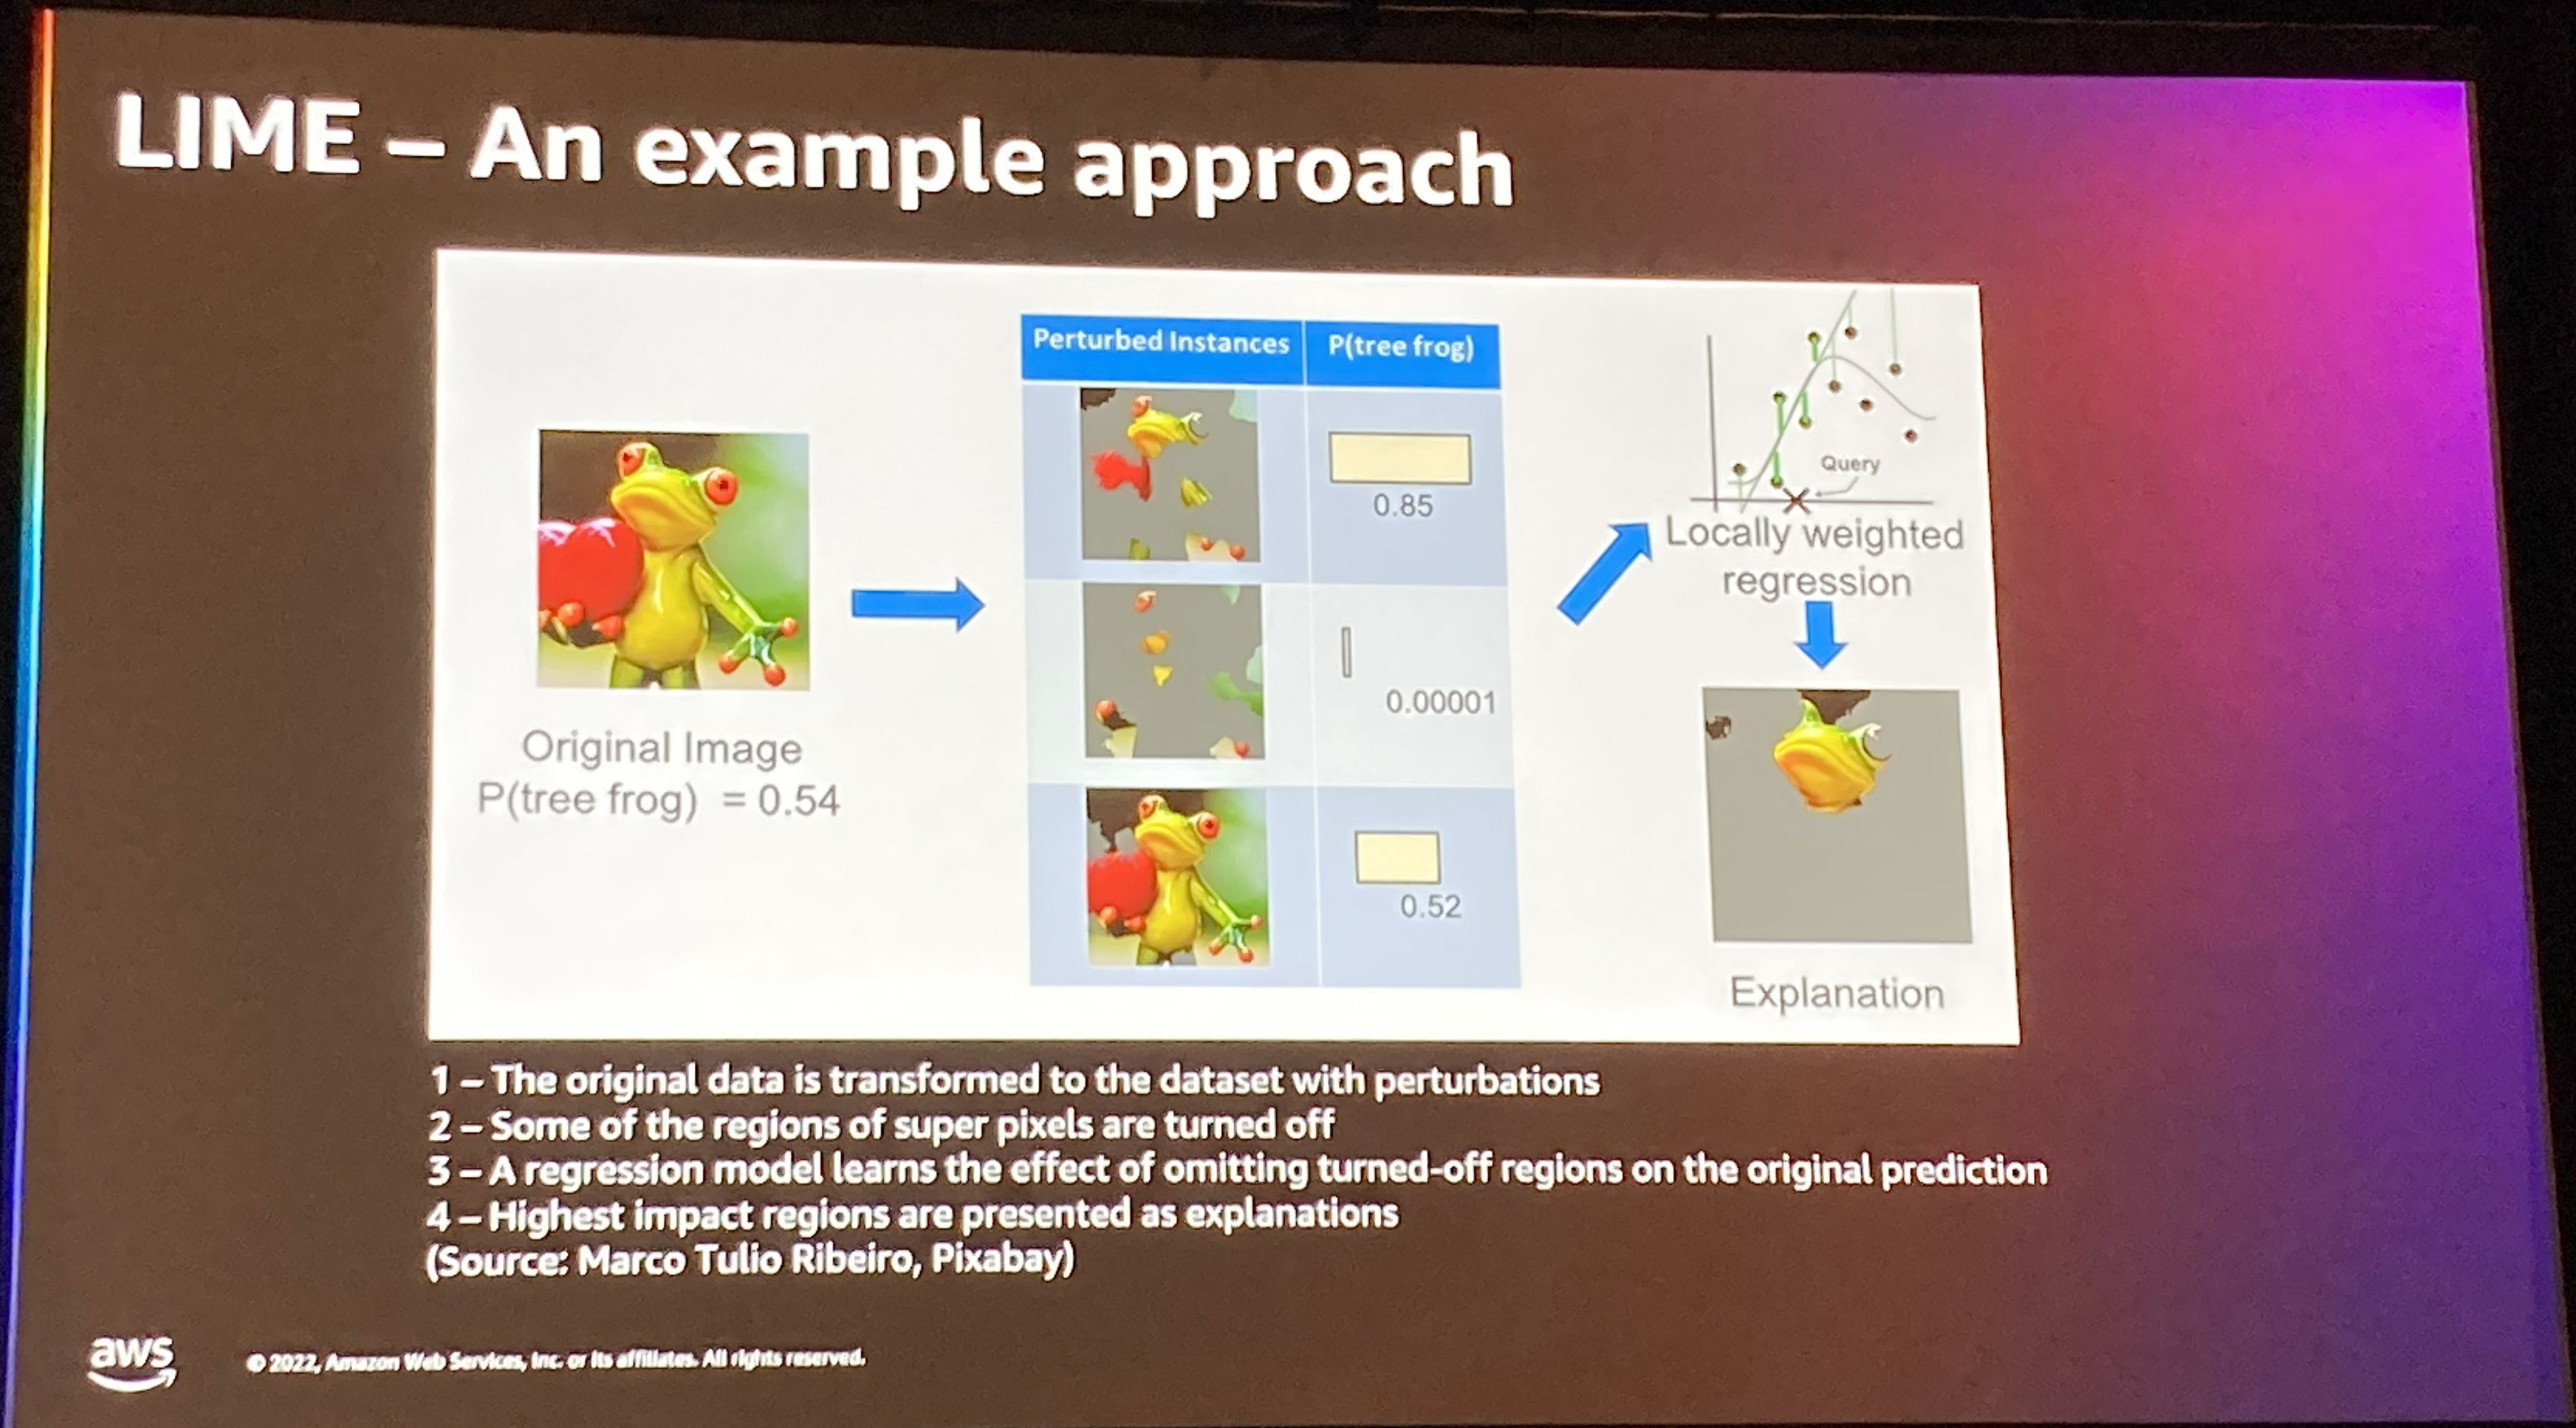 LIME – An example approach
Original Image
P(tree frog) = 0.54
Perturbed Instances
P(tree frog)
0.85
0.00001
0.52
Query
Locally weighted
regression
Explanation
1 – The original data is transformed to the dataset with perturbations
2 – Some of the regions of super pixels are turned off
3 – A regression model learns the effect of omitting turned-off regions on the original prediction
4 – Highest impact regions are presented as explanations
(Source: Marco Tulio Ribeiro, Pixabay)
aws
© 2022, Amazon Web Services, Inc. or its affiliates. All rights reserved.